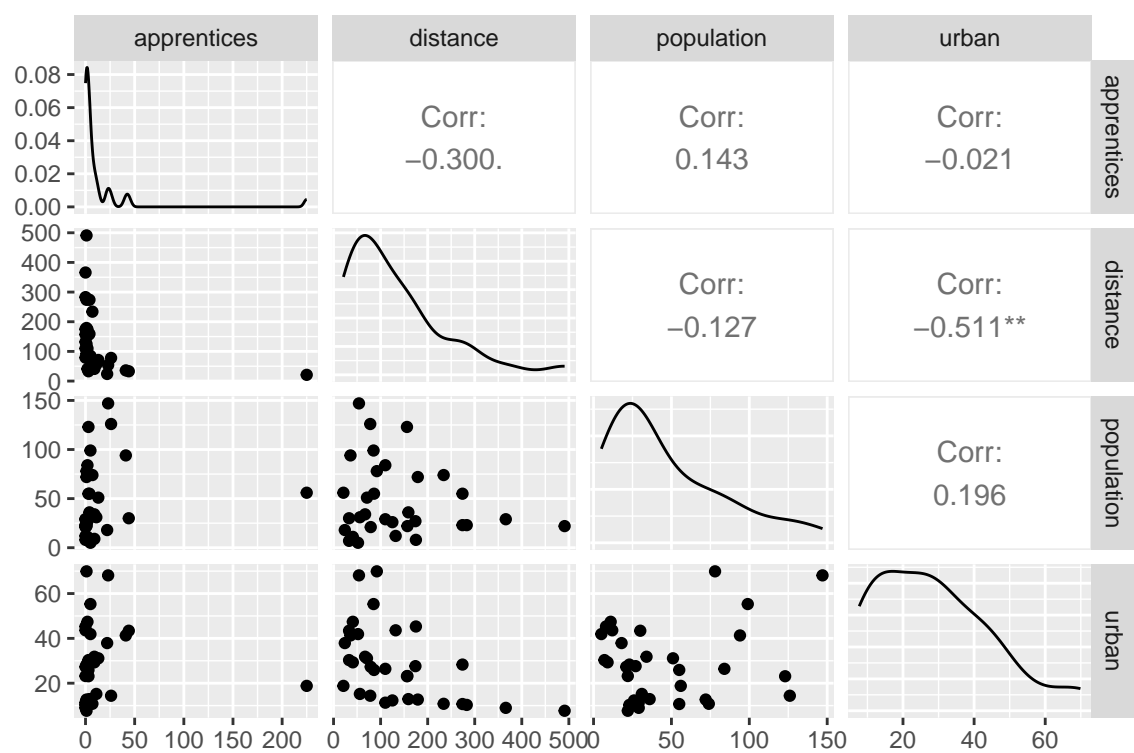 apprentices distance population urban
0.08
0.06
0.04
0.02
0.00
Corr:
−0.300.
Corr:
0.143
Corr:
−0.021
apprentices
500
400
300
200
100
0
Corr:
−0.127
Corr:
−0.511**
distance
150
100
50
0
Corr:
0.196
population
60
40
20
urban
0 50 100 150 200
0 100 200 300 400 500
0 50 100 150
20 40 60